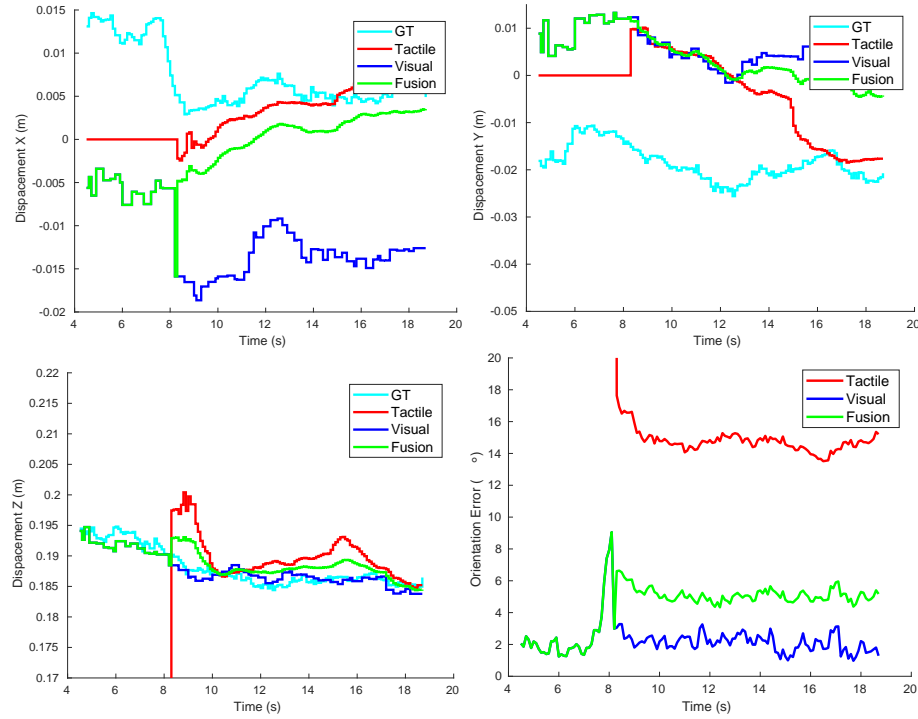 Dispacement X (m)
0.015
0.01
0.005
0
-0.005
-0.01
-0.015
-0.02
GT
Tactile
Visual
Fusion
4 6 8 10 12 14 16 18 20
Time (s)
Dispacement Y (m)
0.01
0
-0.01
-0.02
-0.03
-0.04
-0.05
GT
Tactile
Visual
Fusion
4 6 8 10 12 14 16 18 20
Time (s)
Dispacement Z (m)
0.22
0.215
0.21
0.205
0.2
0.195
0.19
0.185
0.18
0.175
0.17
GT
Tactile
Visual
Fusion
4 6 8 10 12 14 16 18 20
Time (s)
Orientation Error ( o)
20
18
16
14
12
10
8
6
4
2
0
Tactile
Visual
Fusion
4 6 8 10 12 14 16 18 20
Time (s)